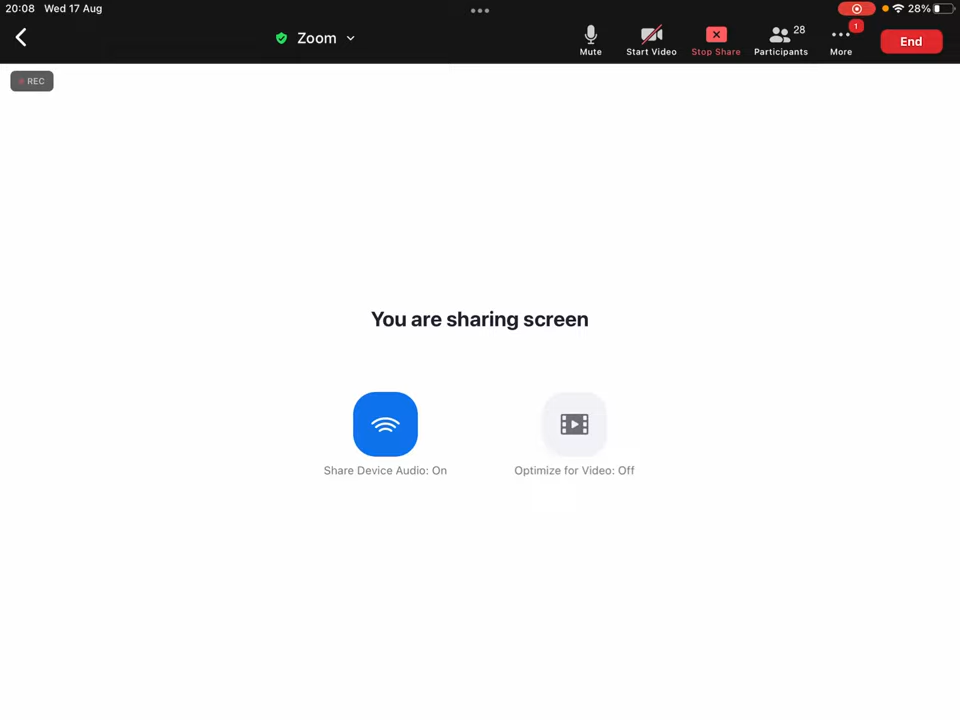 20:08 Wed 17 Aug
28%
Zoom
Mute
Start Video
Stop Share
28
Participants
1
More
End
REC
You are sharing screen
Share Device Audio: On
Optimize for Video: Off